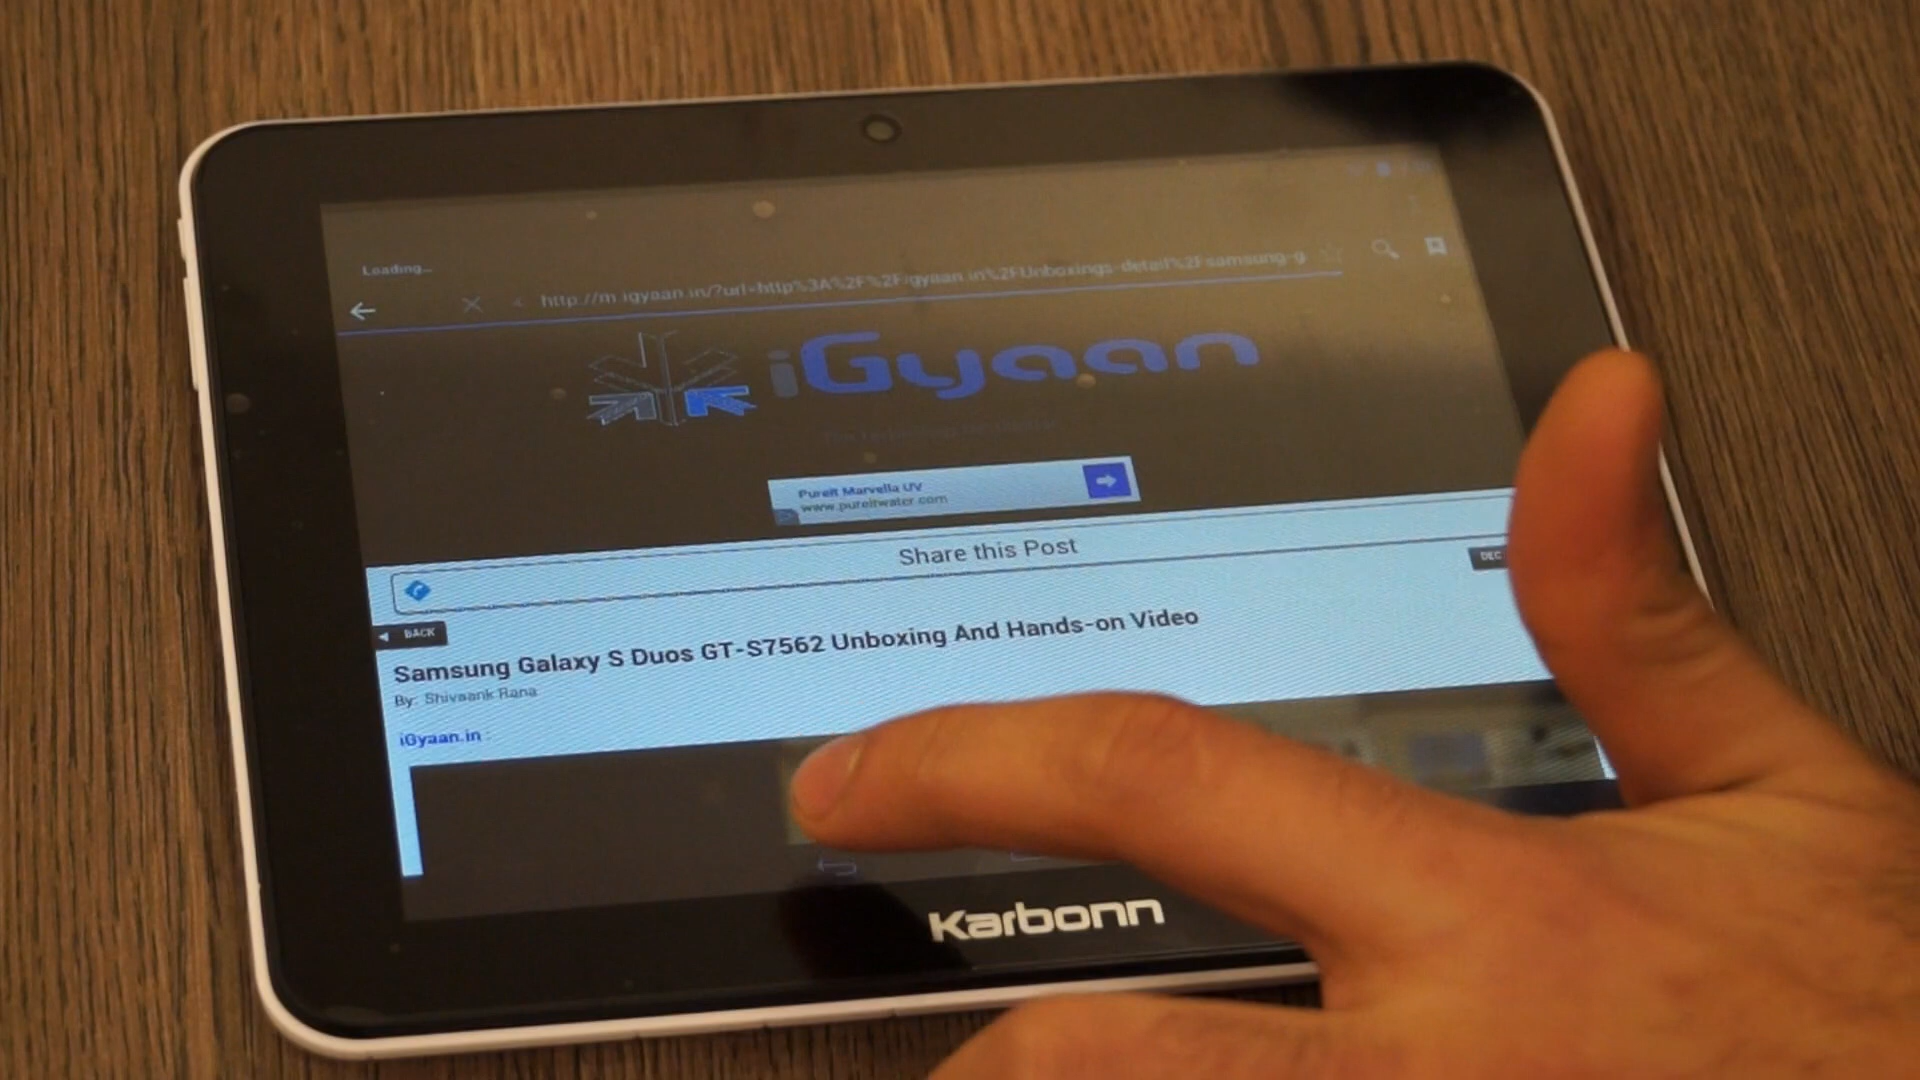 Loading...
http://m.igyaan.in/?url=http%3A%2F%2Figyaan.in%2FUnboxings-detail%2Fsamsung-g
iGyaan
Pureit Marvella UV
www.pureitwater.com
Share this Post
DEC
BACK
Samsung Galaxy S Duos GT-S7562 Unboxing And Hands-on Video
By: Shivaank Rana
iGyaan.in :
Karbonn